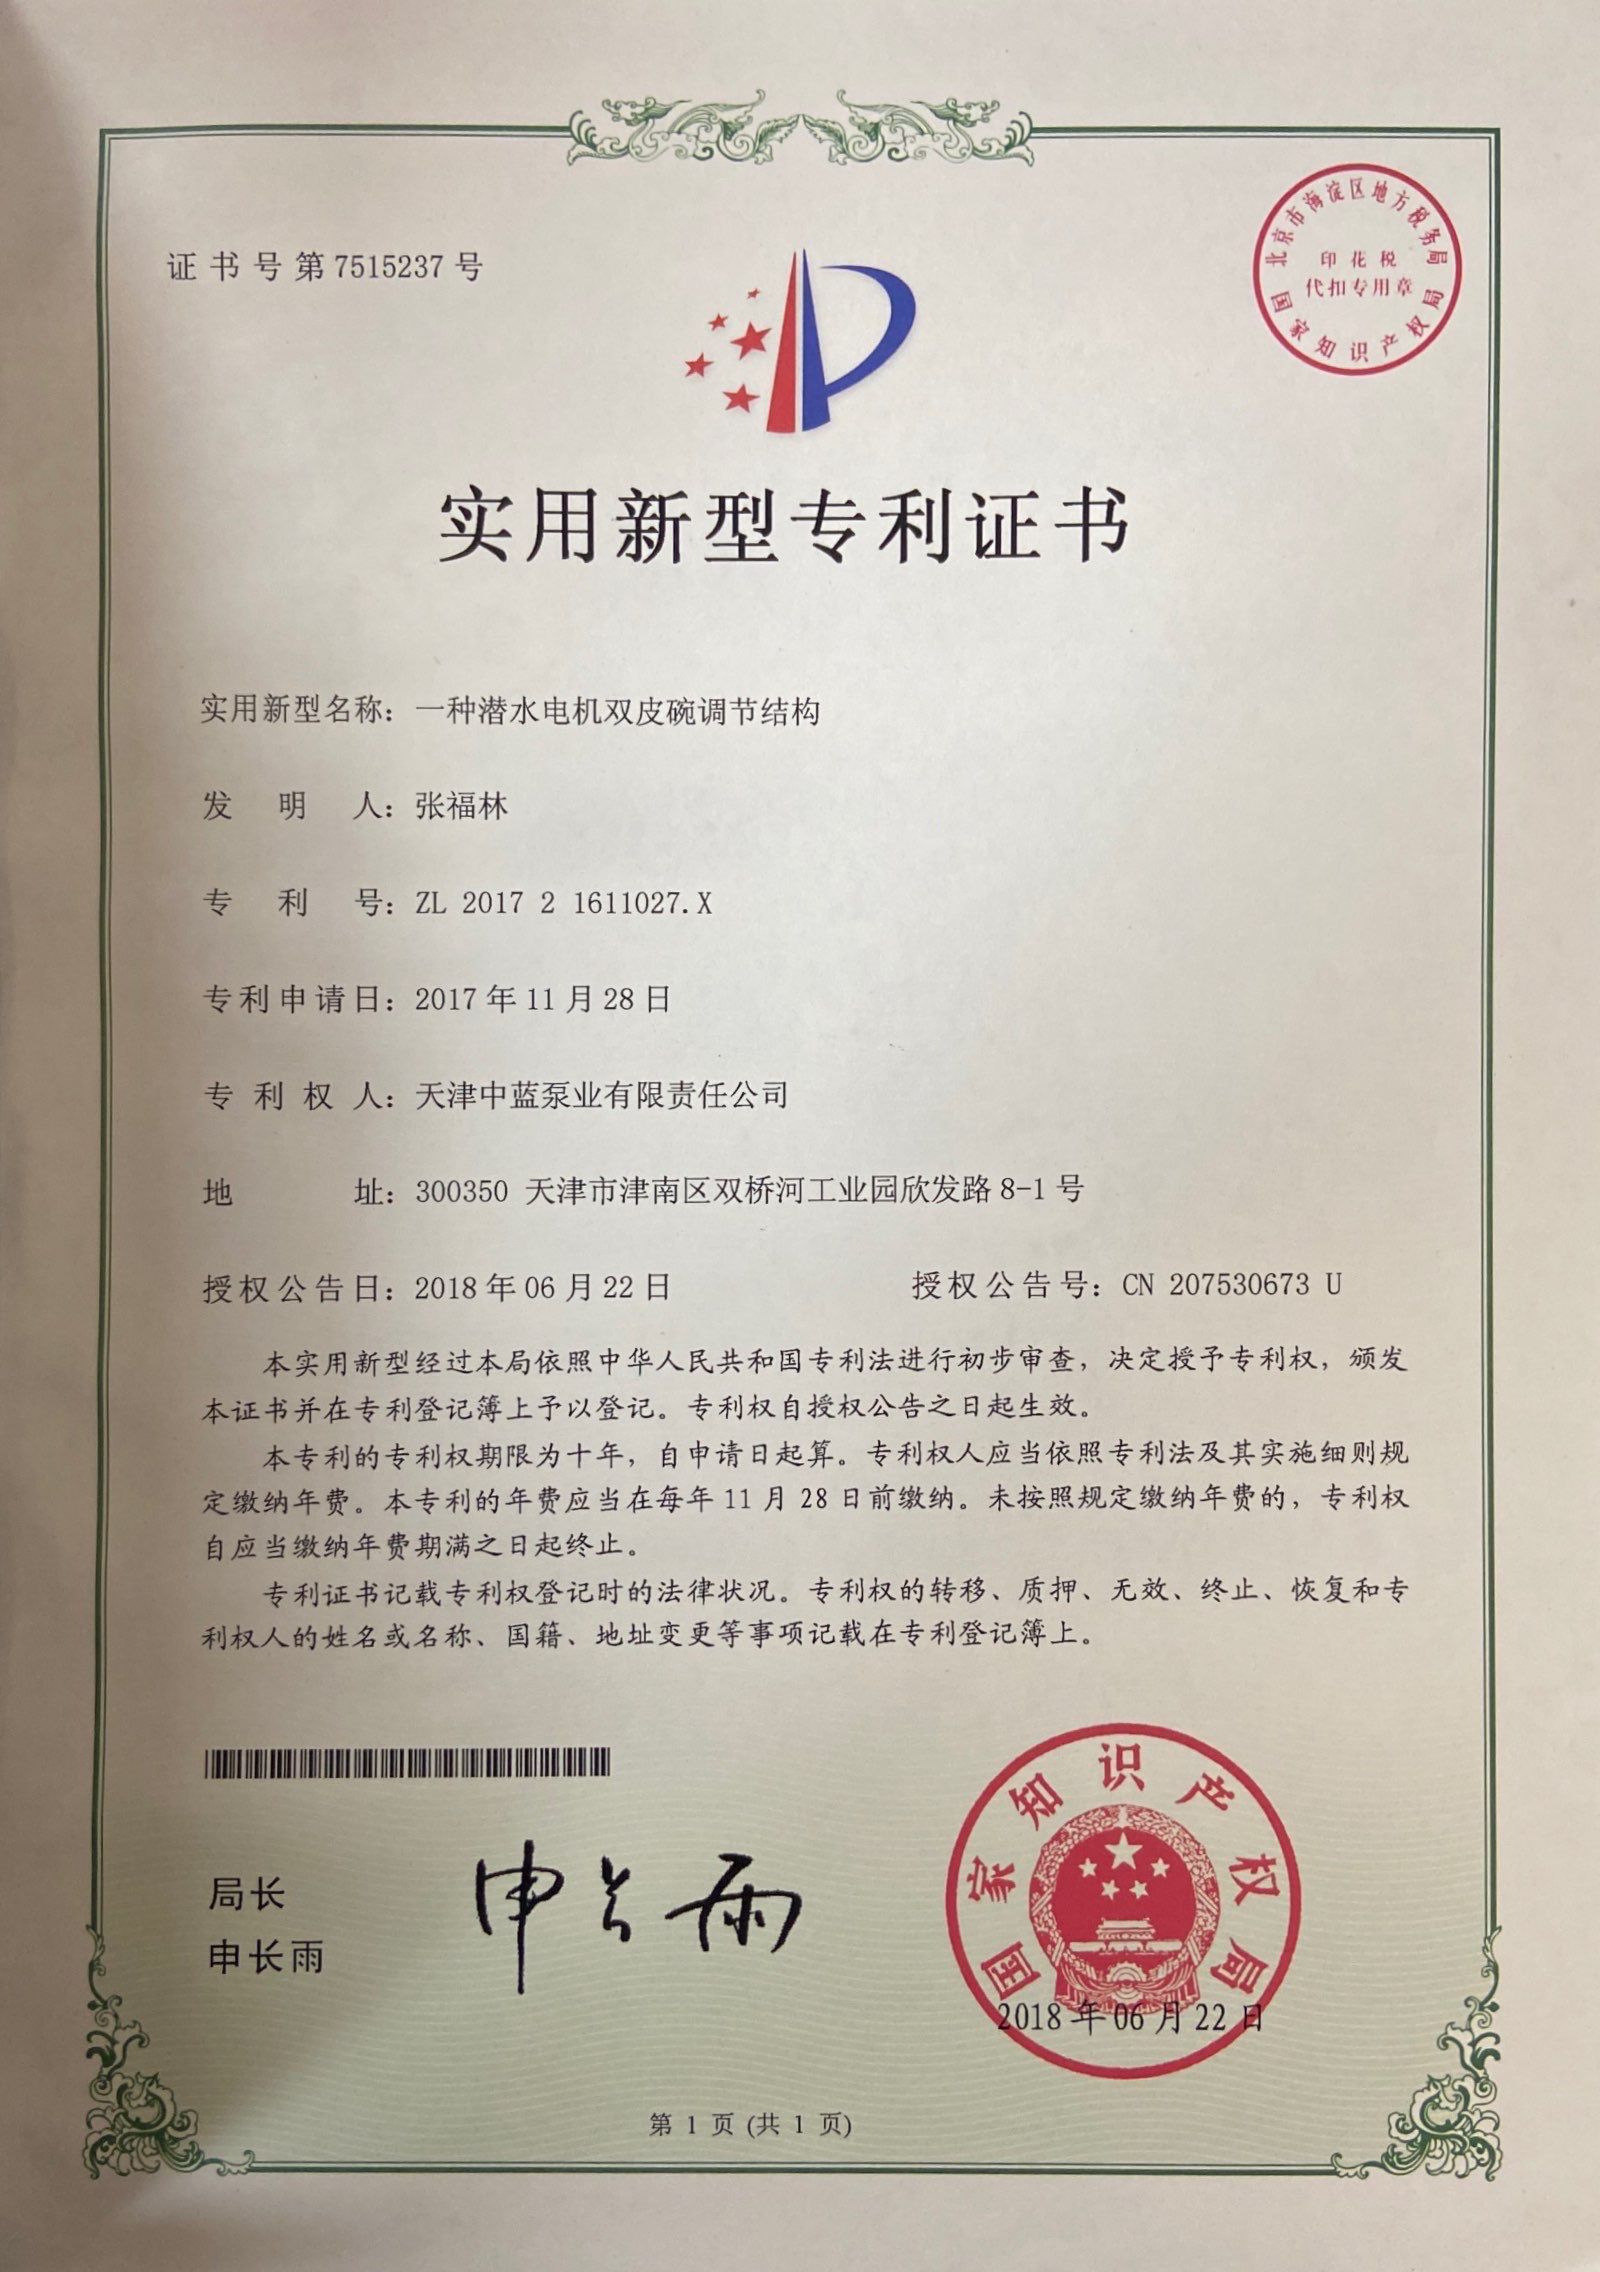 证书号第7515237号
北京市海淀区地方税务局
印花税
代扣专用章
国家知识产权局
实用新型专利证书
实用新型名称：一种潜水电机双皮碗调节结构
发明人：张福林
专利号：ZL 2017 2 1611027.X
专利申请日：2017年11月28日
专利权人：天津中蓝泵业有限责任公司
地址：300350 天津市津南区双桥河工业园欣发路8-1号
授权公告日：2018年06月22日 授权公告号：CN 207530673 U
本实用新型经过本局依照中华人民共和国专利法进行初步审查，决定授予专利权，颁发
本证书并在专利登记簿上予以登记。专利权自授权公告之日起生效。
本专利的专利权期限为十年，自申请日起算。专利权人应当依照专利法及其实施细则规
定缴纳年费。本专利的年费应当在每年11月28日前缴纳。未按照规定缴纳年费的，专利权
自应当缴纳年费期满之日起终止。
专利证书记载专利权登记时的法律状况。专利权的转移、质押、无效、终止、恢复和专
利权人的姓名或名称、国籍、地址变更等事项记载在专利登记簿上。
局长
申长雨
申长雨
国家知识产权局
2018年06月22日
第 1 页 (共 1 页)